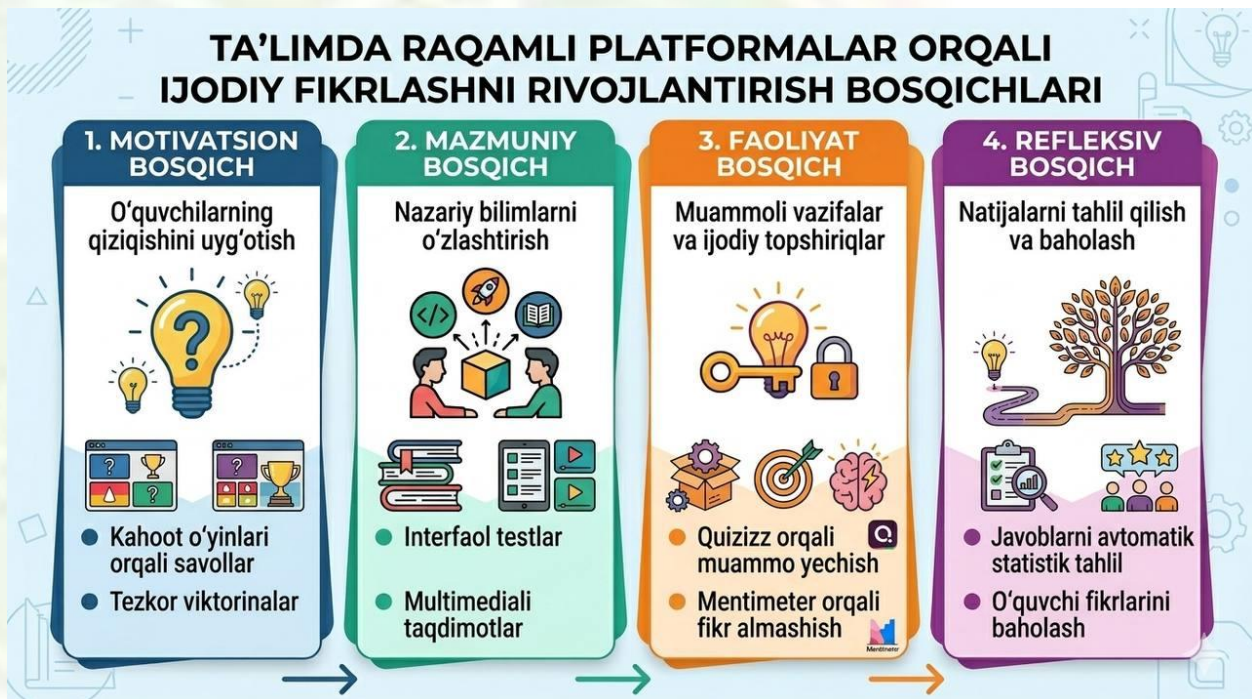 TA’LIMDA RAQAMLI PLATFORMALAR ORQALI
IJODIY FIKRLASHNI RIVOJLANTIRISH BOSQICHLARI
1. MOTIVATSION
BOSQICH
O‘quvchilarning
qiziqishini uyg‘otish
Kahoot o‘yinlari
orqali savollar
Tezkor viktorinalar
2. MAZMUNIY
BOSQICH
Nazariy bilimlarni
o‘zlashtirish
Interfaol testlar
Multimediali
taqdimotlar
3. FAOLIYAT
BOSQICH
Muammoli vazifalar
va ijodiy topshiriqlar
Quizizz orqali
muammo yechish
Mentimeter orqali
fikr almashish
Mentimeter
4. REFLEKSIV
BOSQICH
Natijalarni tahlil qilish
va baholash
Javoblarni avtomatik
statistik tahlil
O‘quvchi fikrlarini
baholash